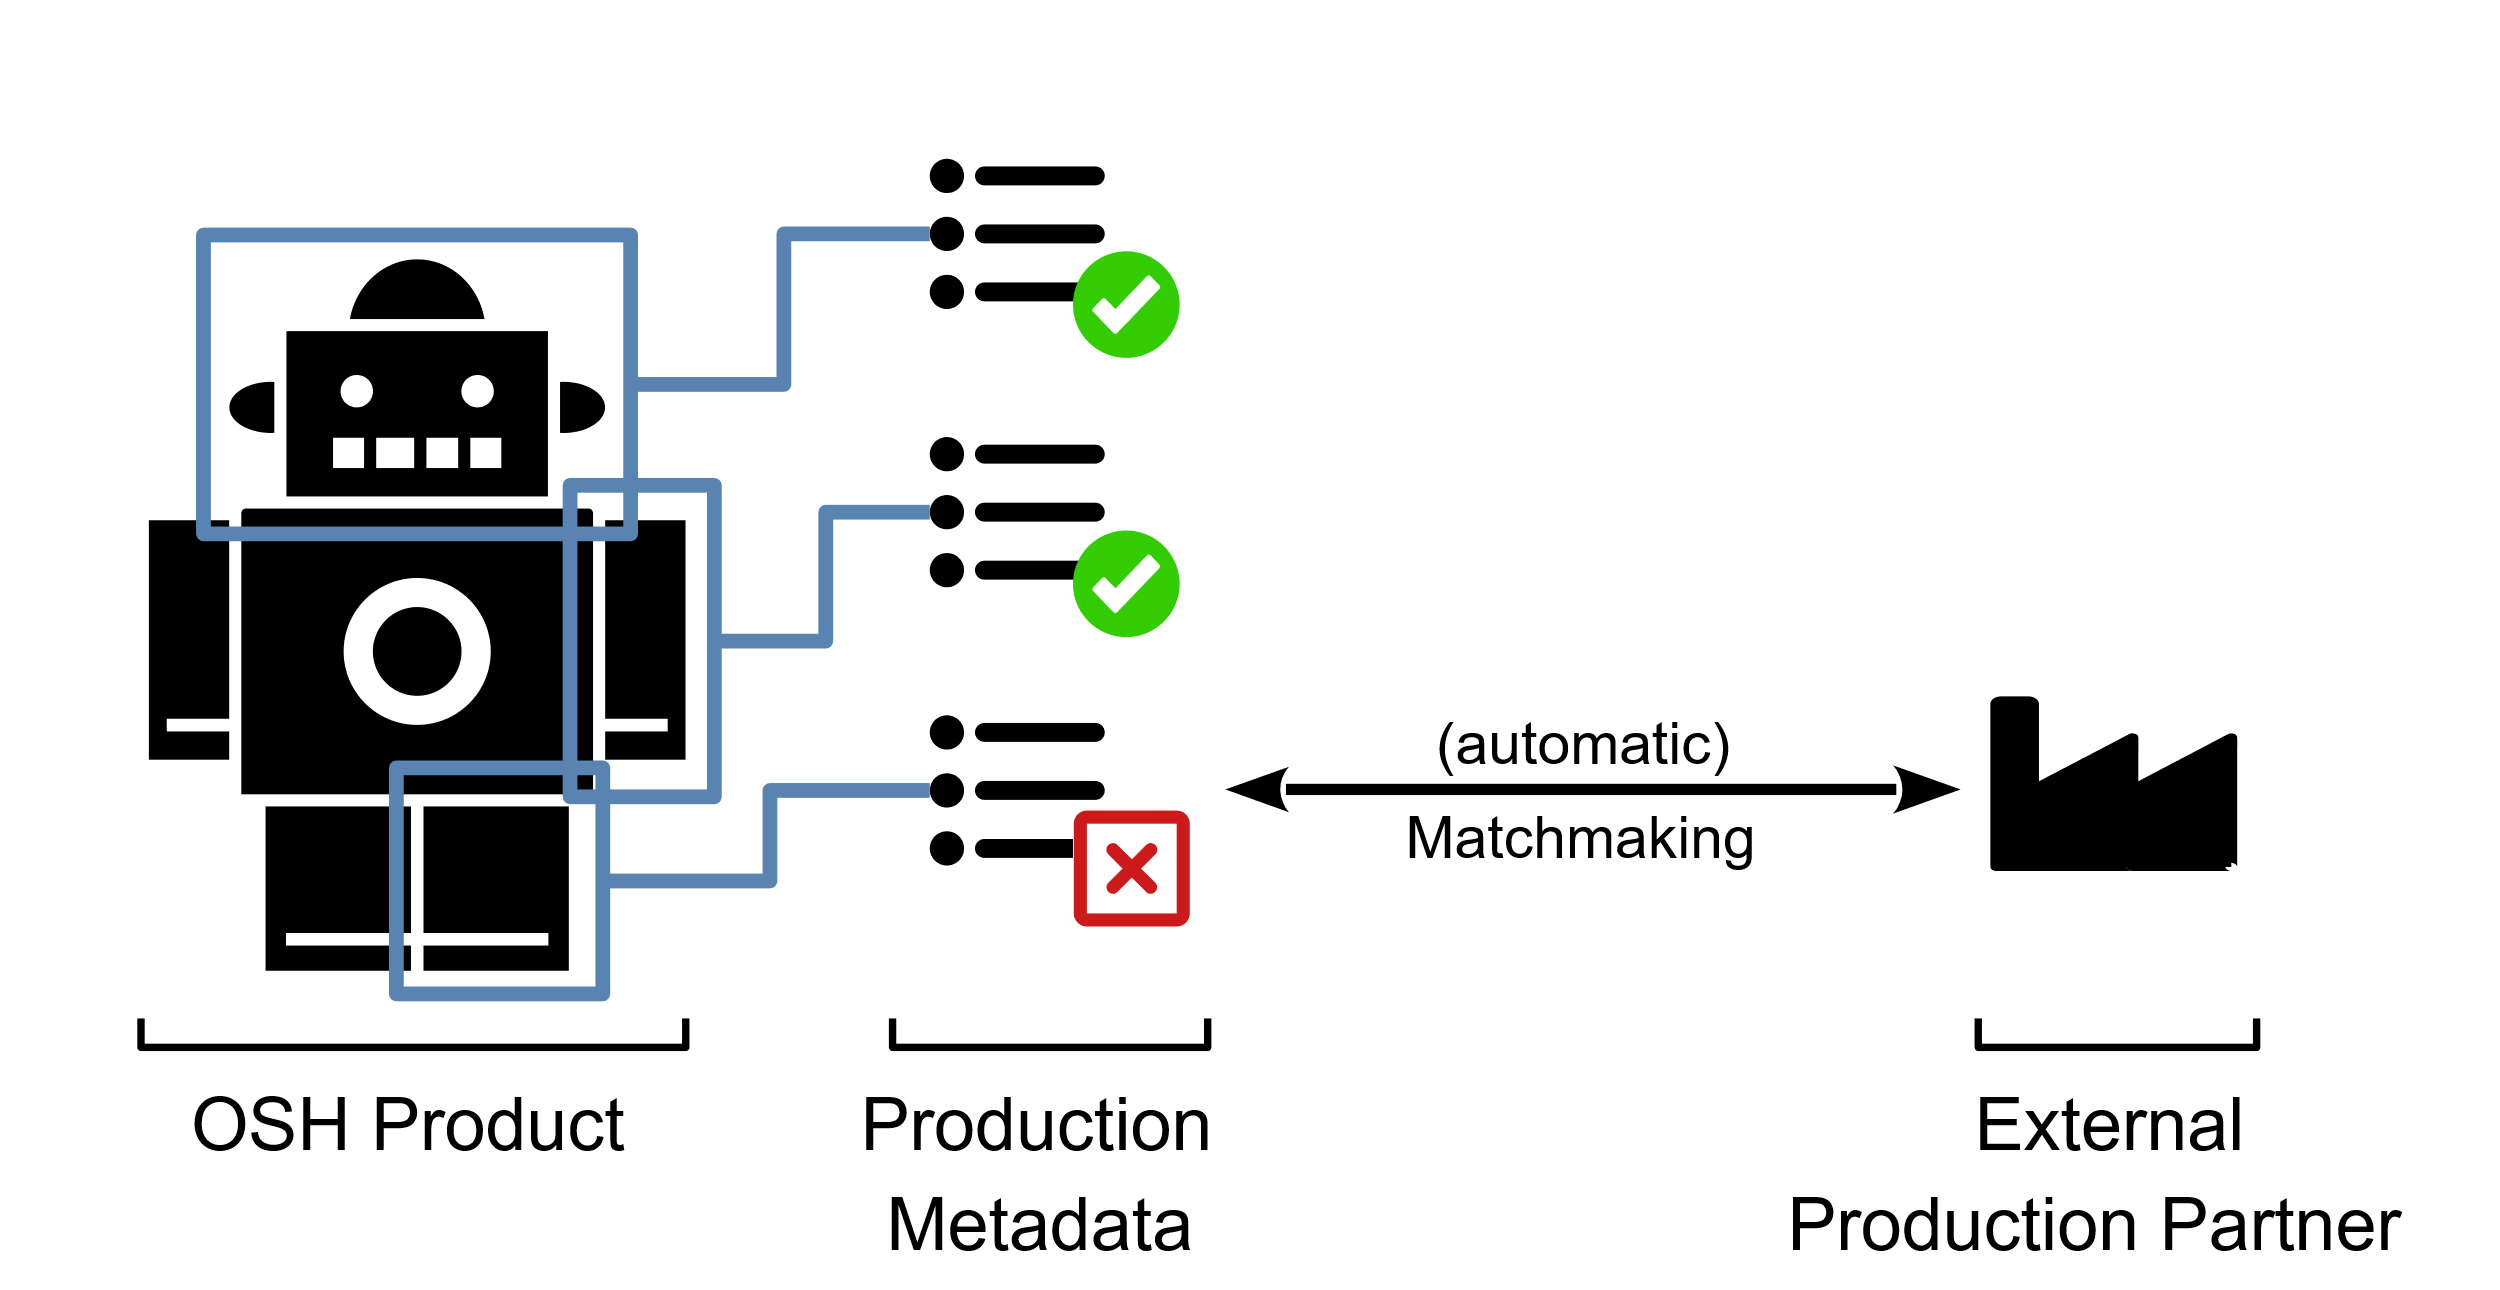 (automatic)
Matchmaking
OSH Product
Production
Metadata
External
Production Partner